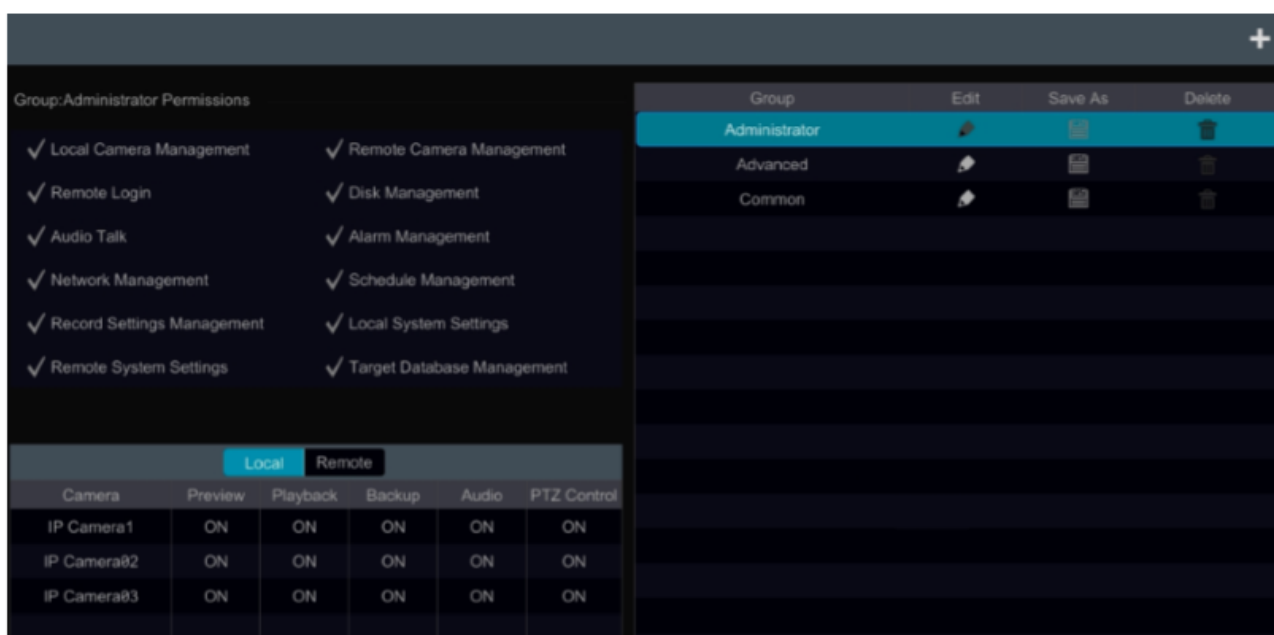 Group:Administrator Permissions
Local Camera Management Remote Camera Management
Remote Login Disk Management
Audio Talk Alarm Management
Network Management Schedule Management
Record Settings Management Local System Settings
Remote System Settings Target Database Management
Local Remote
Camera Preview Playback Backup Audio PTZ Control
IP Camera1 ON ON ON ON ON
IP Camera02 ON ON ON ON ON
IP Camera03 ON ON ON ON ON
Group Edit Save As Delete
Administrator
Advanced
Common